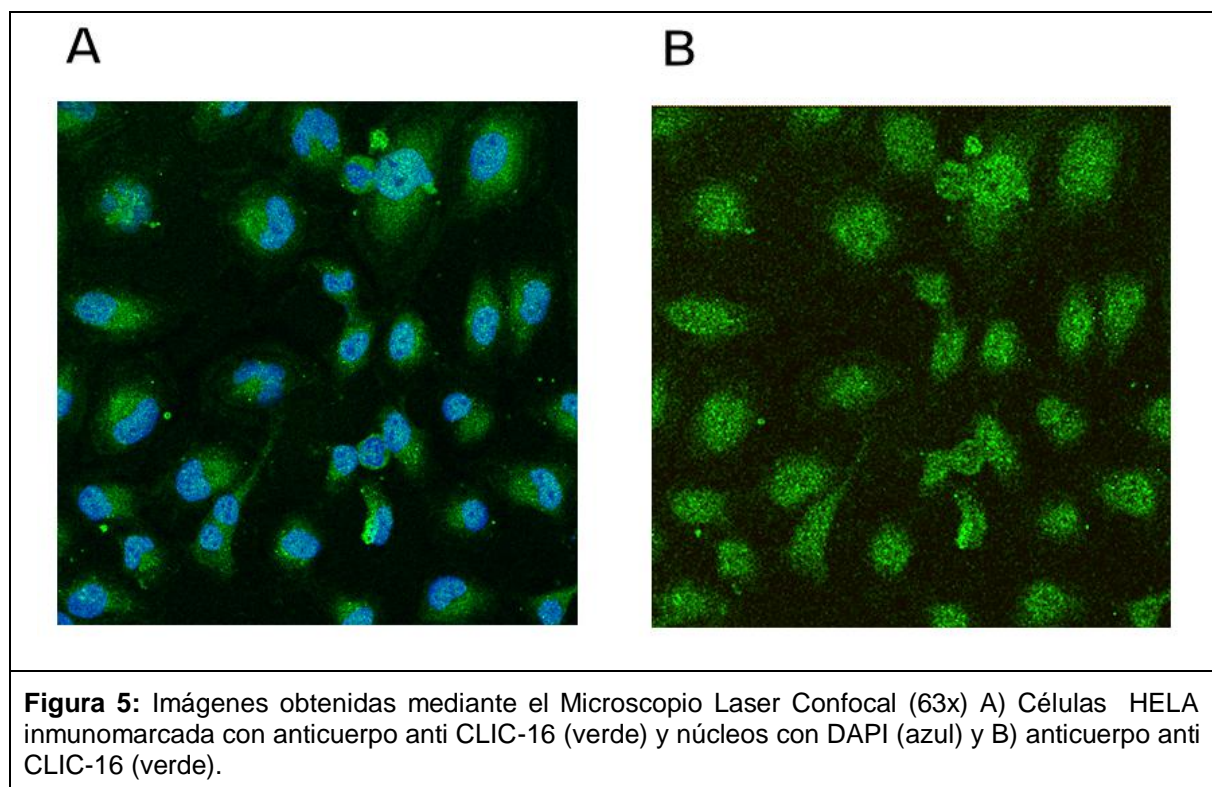 A
B
Figura 5: Imágenes obtenidas mediante el Microscopio Laser Confocal (63x) A) Células HELA
inmunomarcada con anticuerpo anti CLIC-16 (verde) y núcleos con DAPI (azul) y B) anticuerpo anti
CLIC-16 (verde).